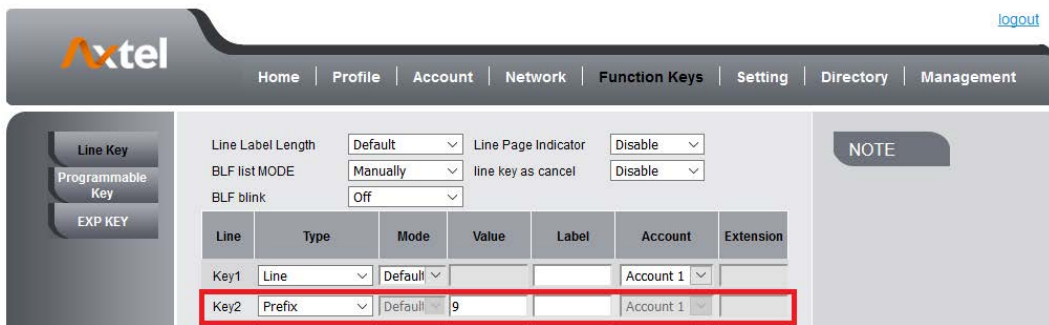 logout
Axtel
Home | Profile | Account | Network | Function Keys | Setting | Directory | Management
Line Key
Programmable
Key
EXP KEY
Line Label Length Default Line Page Indicator Disable
BLF list MODE Manually line key as cancel Disable
BLF blink Off
Line Type Mode Value Label Account Extension
Key1 Line Default Account 1
Key2 Prefix Default 9 Account 1
NOTE